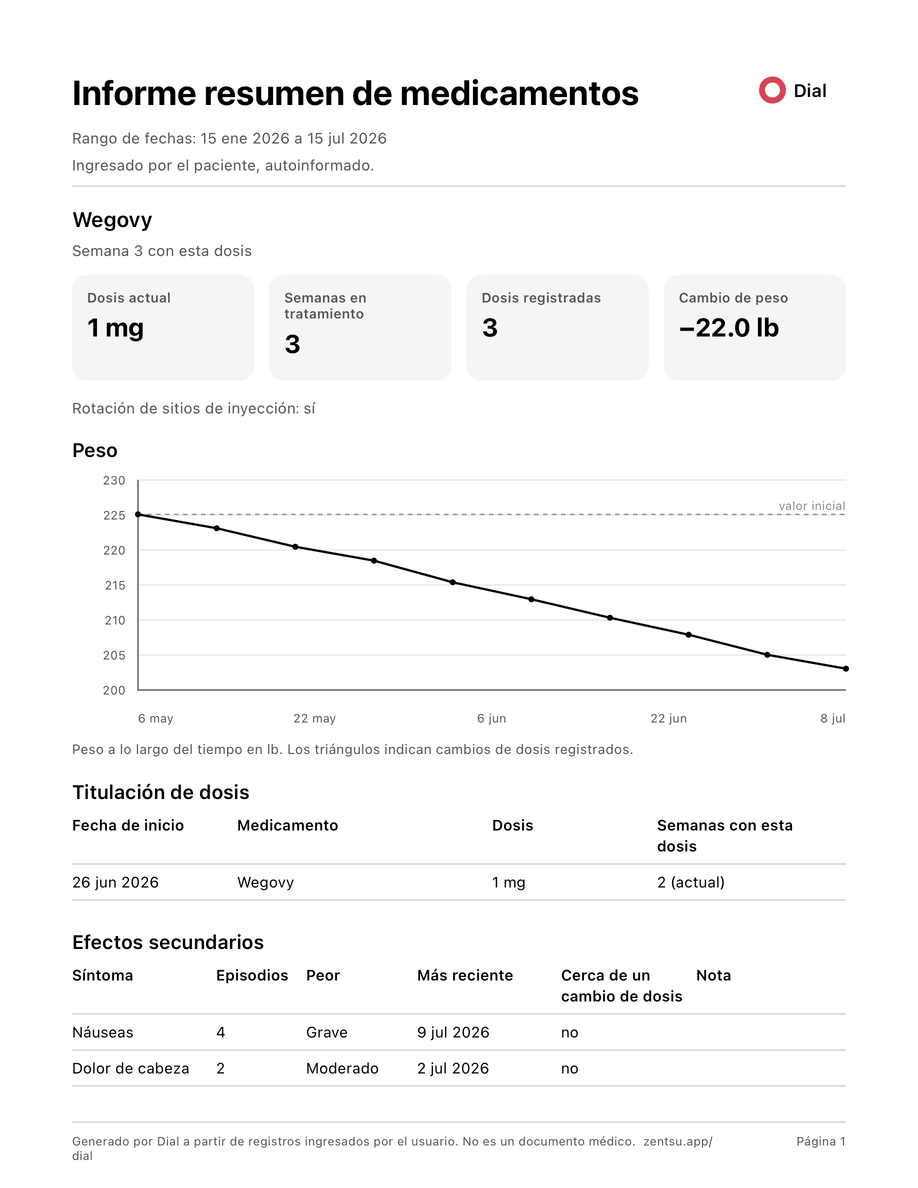 Informe resumen de medicamentos
Dial
Rango de fechas: 15 ene 2026 a 15 jul 2026
Ingresado por el paciente, autoinformado.
Wegovy
Semana 3 con esta dosis
Dosis actual
1 mg
Semanas en
tratamiento
3
Dosis registradas
3
Cambio de peso
−22.0 lb
Rotación de sitios de inyección: sí
Peso
230
225
220
215
210
205
200
valor inicial
6 may 22 may 6 jun 22 jun 8 jul
Peso a lo largo del tiempo en lb. Los triángulos indican cambios de dosis registrados.
Titulación de dosis
Fecha de inicio Medicamento Dosis Semanas con esta
dosis
26 jun 2026 Wegovy 1 mg 2 (actual)
Efectos secundarios
Síntoma Episodios Peor Más reciente Cerca de un Nota
cambio de dosis
Náuseas 4 Grave 9 jul 2026 no
Dolor de cabeza 2 Moderado 2 jul 2026 no
Generado por Dial a partir de registros ingresados por el usuario. No es un documento médico. zentsu.app/ Página 1
dial